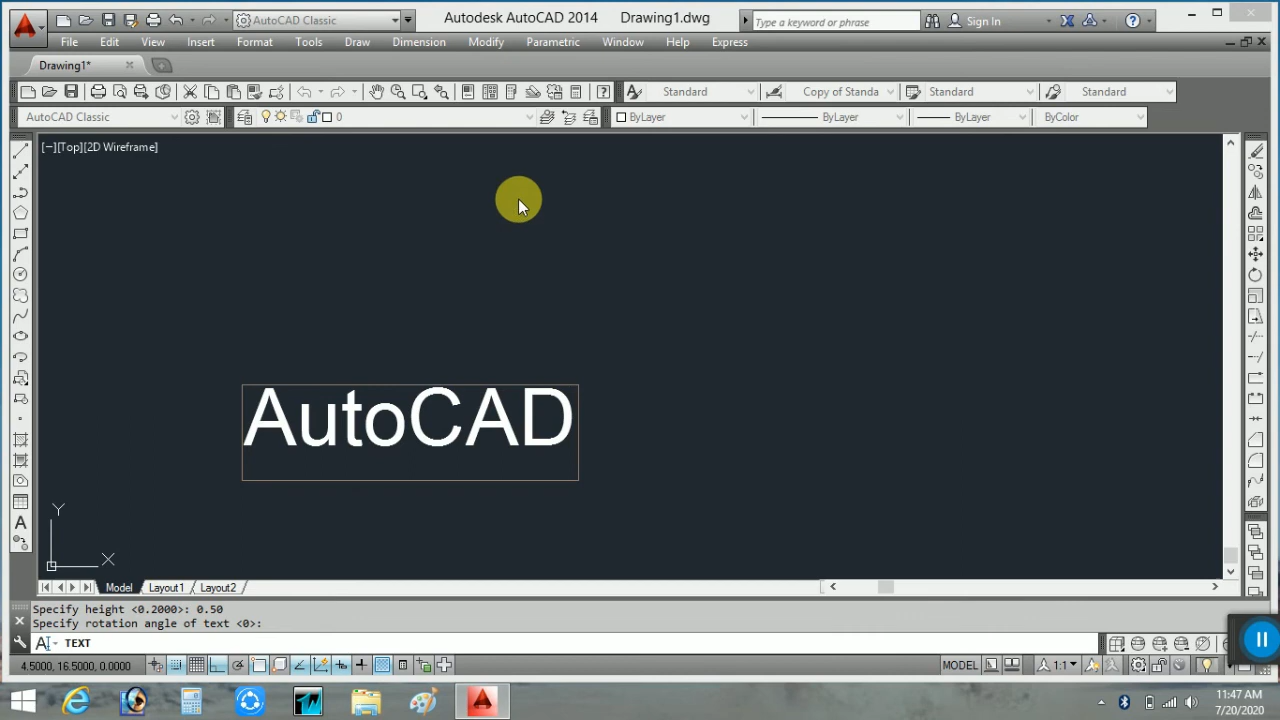 AutoCAD Classic
Autodesk AutoCAD 2014 Drawing1.dwg
Type a keyword or phrase
Sign In
File Edit View Insert Format Tools Draw Dimension Modify Parametric Window Help Express
Drawing1*
Standard Copy of Standa Standard Standard
AutoCAD Classic 0 ByLayer ByLayer ByLayer ByColor
[−][Top][2D Wireframe]
AutoCAD
Y
X
Model Layout1 Layout2
Specify height <0.2000>: 0.50
Specify rotation angle of text <0>:
TEXT
4.5000, 16.5000, 0.0000 MODEL 1:1
11:47 AM
7/20/2020